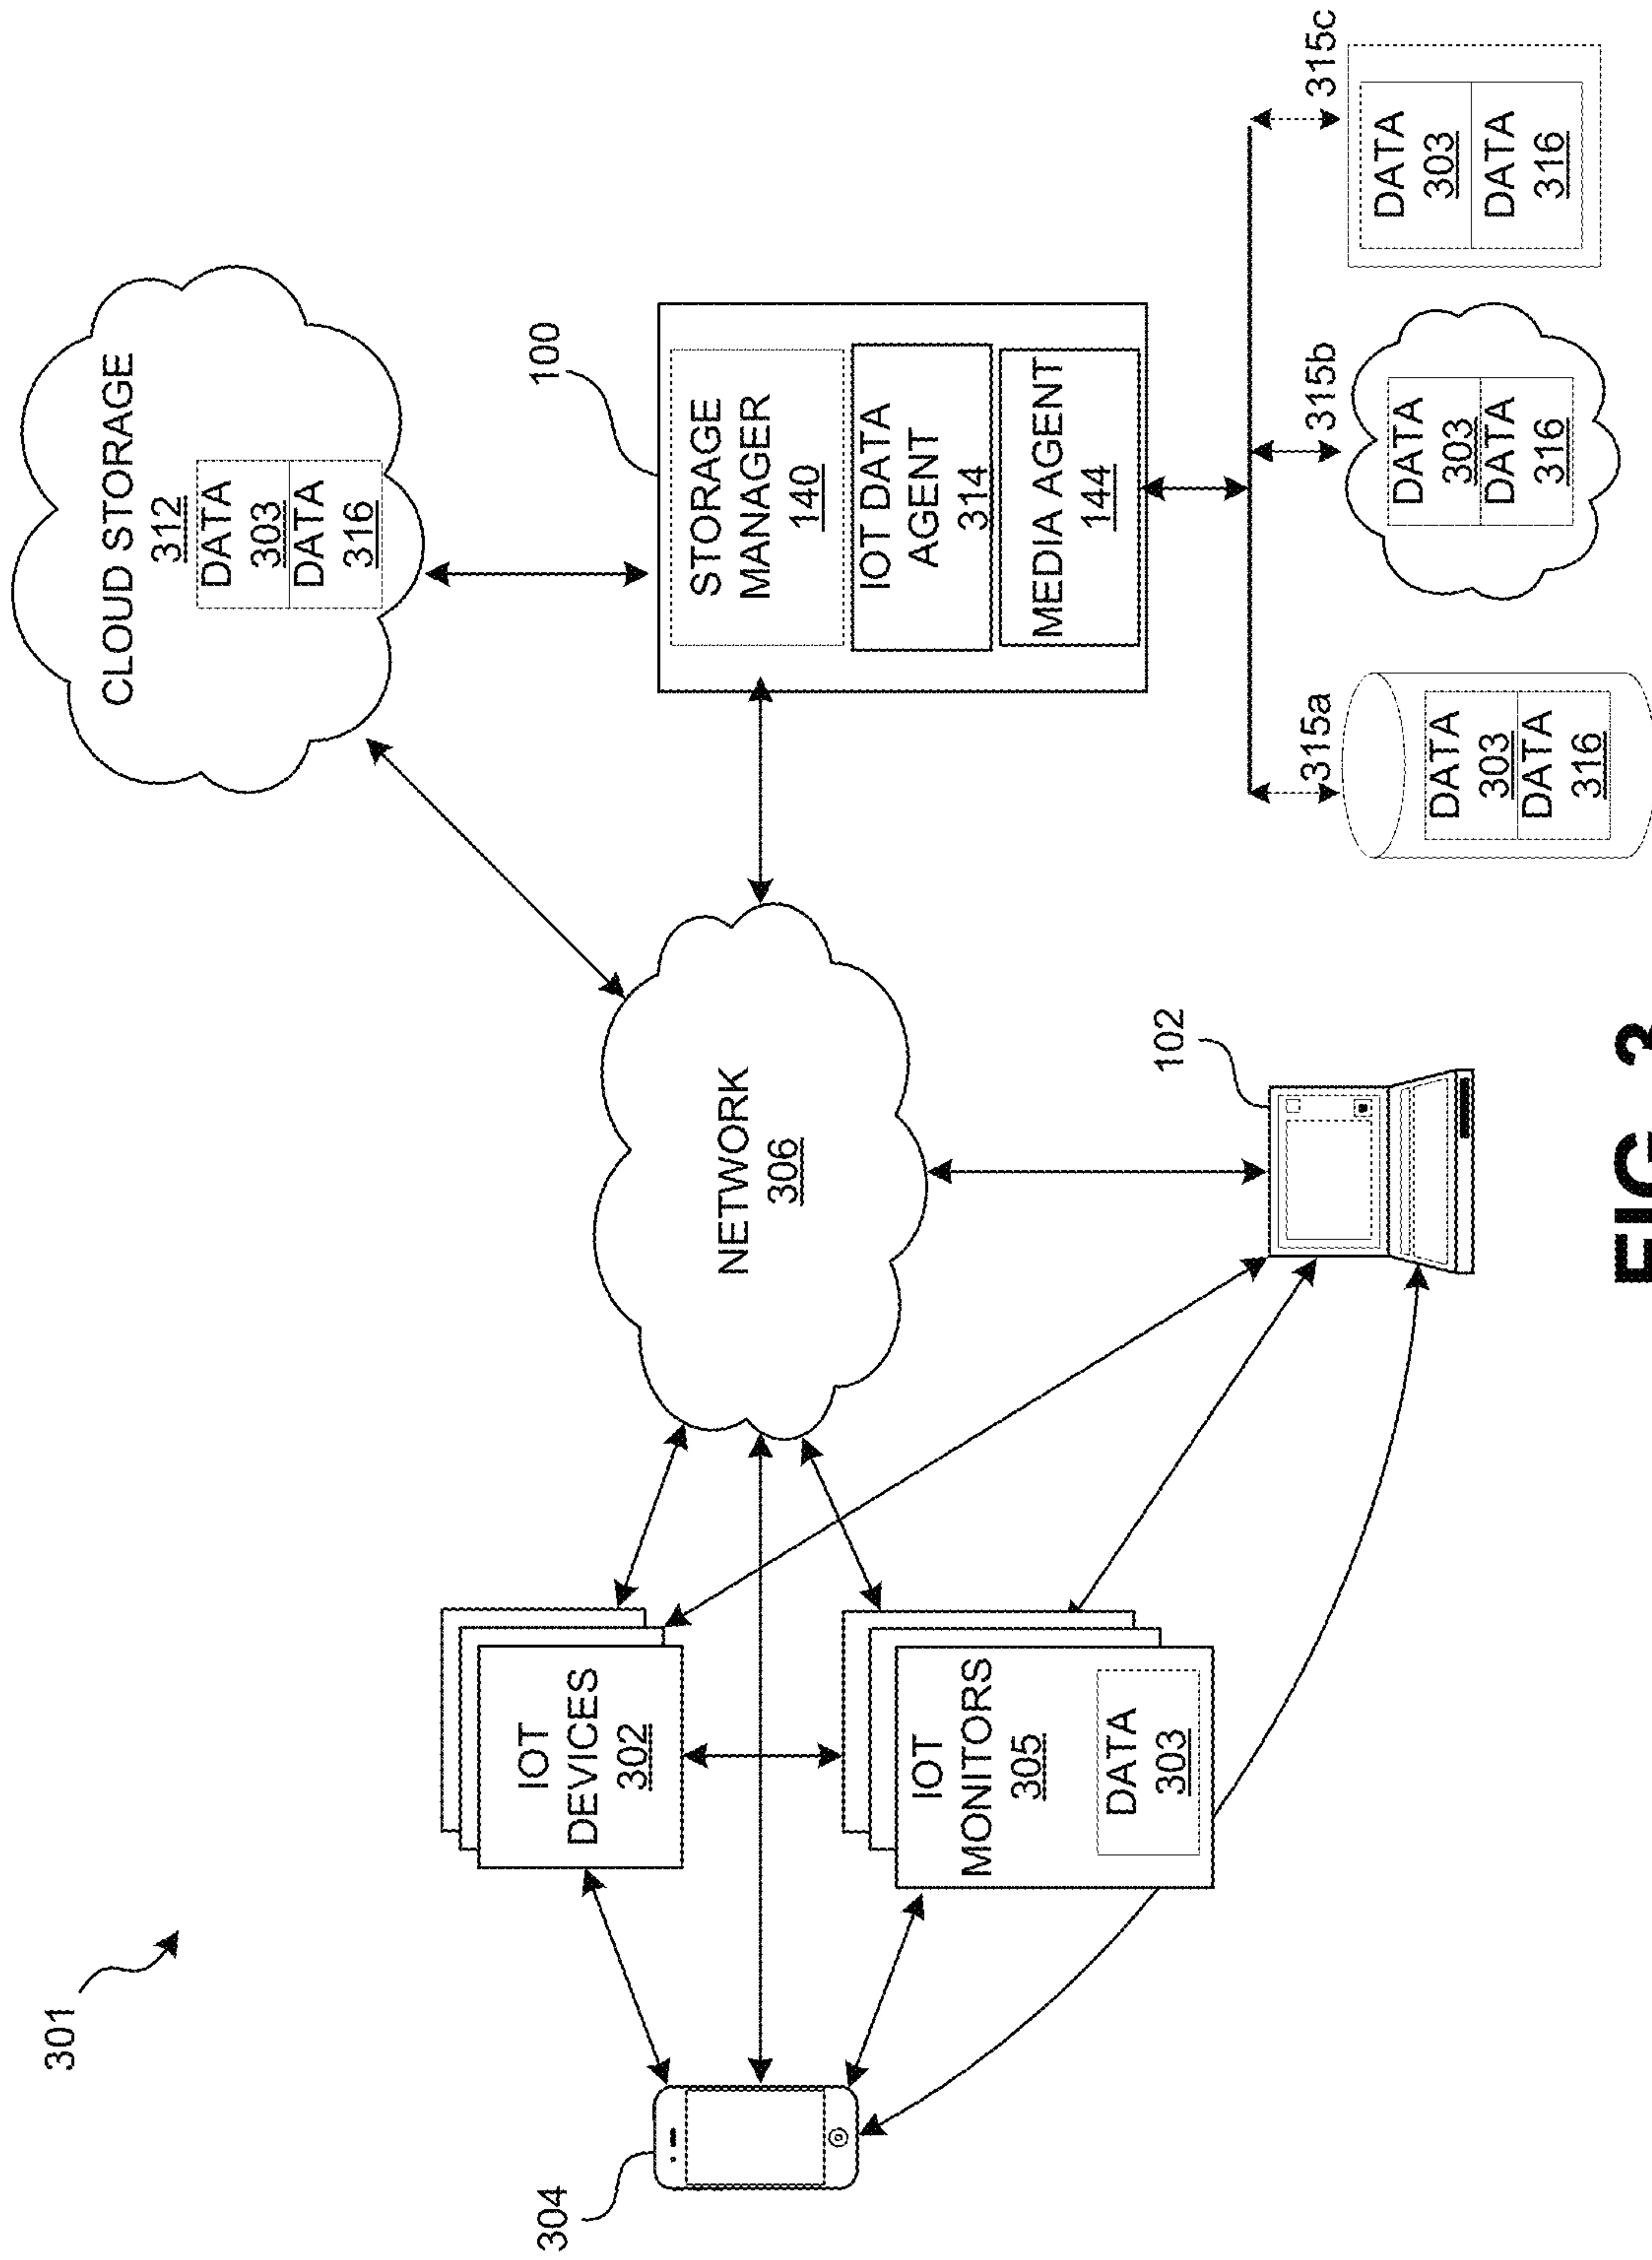 301
304
IOT
DEVICES
302
IOT
MONITORS
305
DATA
303
NETWORK
306
102
CLOUD STORAGE
312
DATA
303
DATA
316
100
STORAGE
MANAGER
140
IOT DATA
AGENT
314
MEDIA AGENT
144
315a
DATA
303
DATA
316
315b
DATA
303
DATA
316
315c
DATA
303
DATA
316
FIG. 3